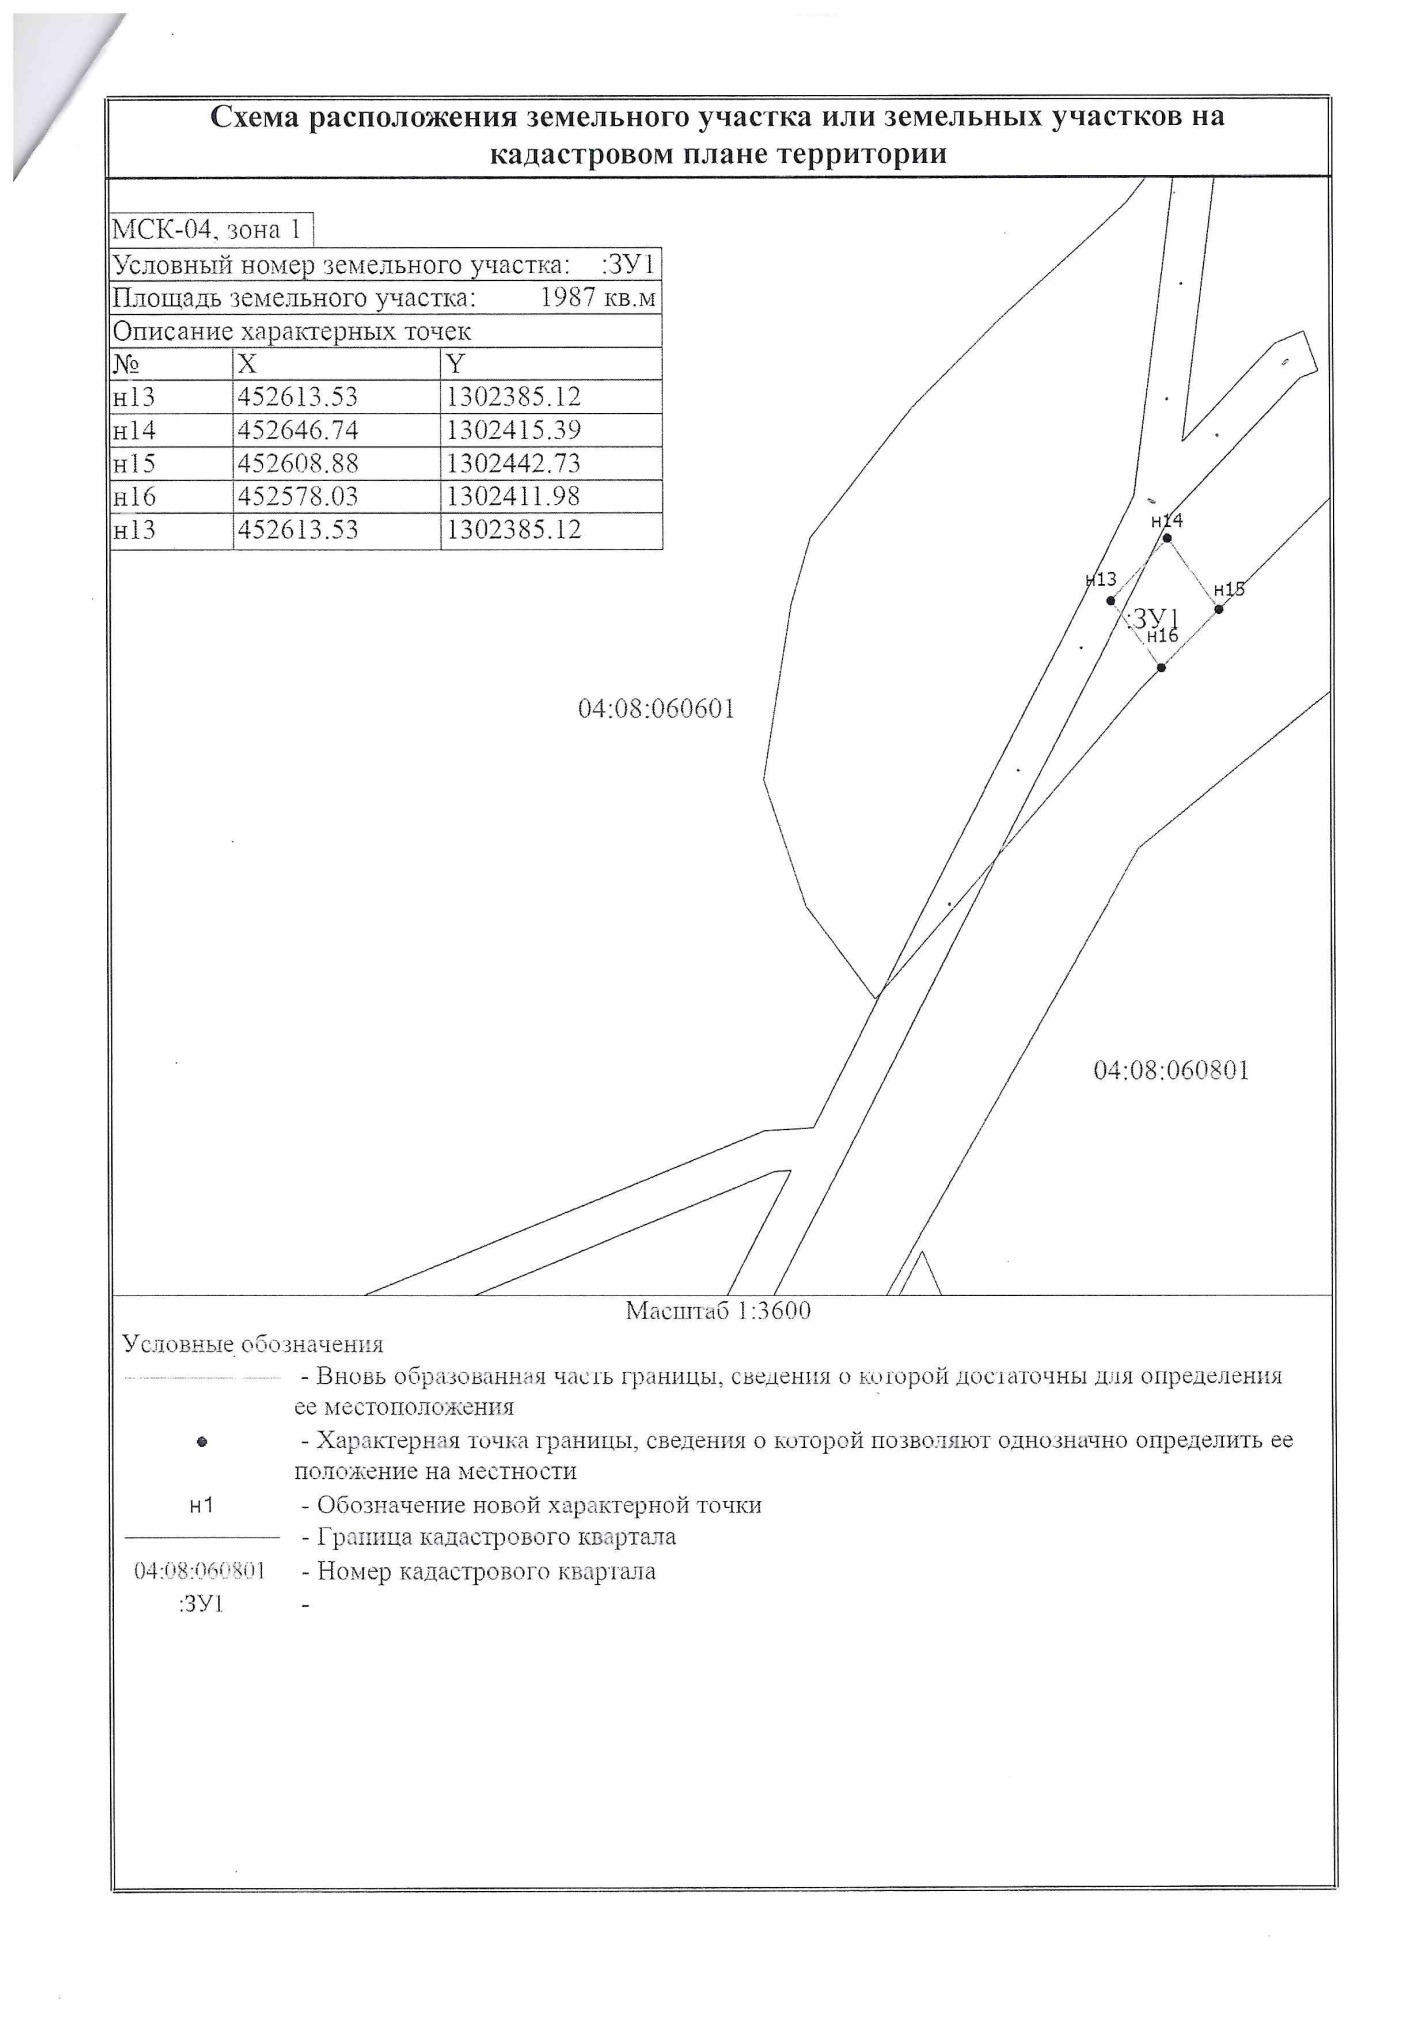 Схема расположения земельного участка или земельных участков на
кадастровом плане территории
МСК-04, зона 1
Условный номер земельного участка: :ЗУ1
Площадь земельного участка: 1987 кв.м
Описание характерных точек
№ X Y
н13 452613.53 1302385.12
н14 452646.74 1302415.39
н15 452608.88 1302442.73
н16 452578.03 1302411.98
н13 452613.53 1302385.12
н14
н13
н15
:ЗУ1
н16
04:08:060601
04:08:060801
Масштаб 1:3600
Условные обозначения
- Вновь образованная часть границы, сведения о которой достаточны для определения
ее местоположения
- Характерная точка границы, сведения о которой позволяют однозначно определить ее
положение на местности
н1 - Обозначение новой характерной точки
- Граница кадастрового квартала
04:08:060801 - Номер кадастрового квартала
:ЗУ1 -